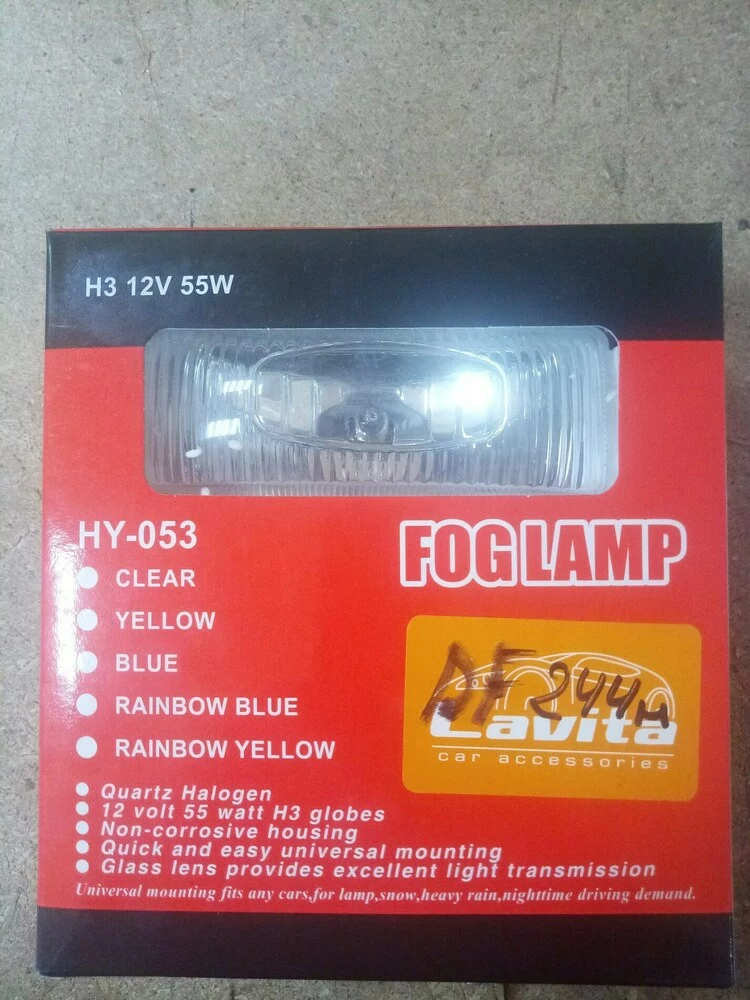 H3 12V 55W
HY-053
FOG LAMP
CLEAR
YELLOW
BLUE
RAINBOW BLUE
RAINBOW YELLOW
244м
Lavita
car accessories
Quartz Halogen
12 volt 55 watt H3 globes
Non-corrosive housing
Quick and easy universal mounting
Glass lens provides excellent light transmission
Universal mounting fits any cars,for lamp,snow,heavy rain,nighttime driving demand.